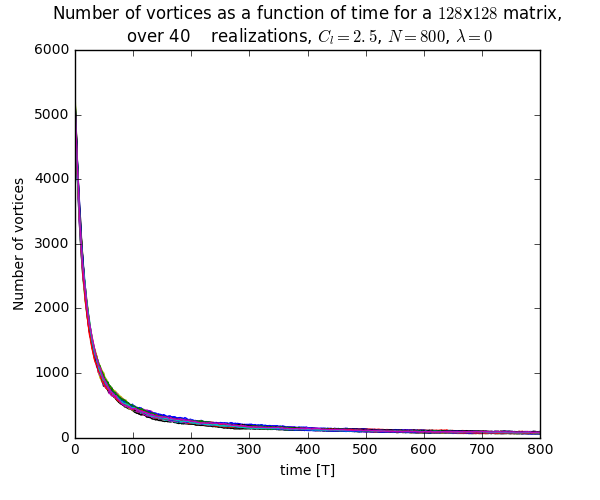 Number of vortices as a function of time for a 128x128 matrix,
over 40 realizations, C_l = 2.5, N = 800, λ = 0
6000
5000
4000
3000
2000
1000
0
Number of vortices
0 100 200 300 400 500 600 700 800
time [T]